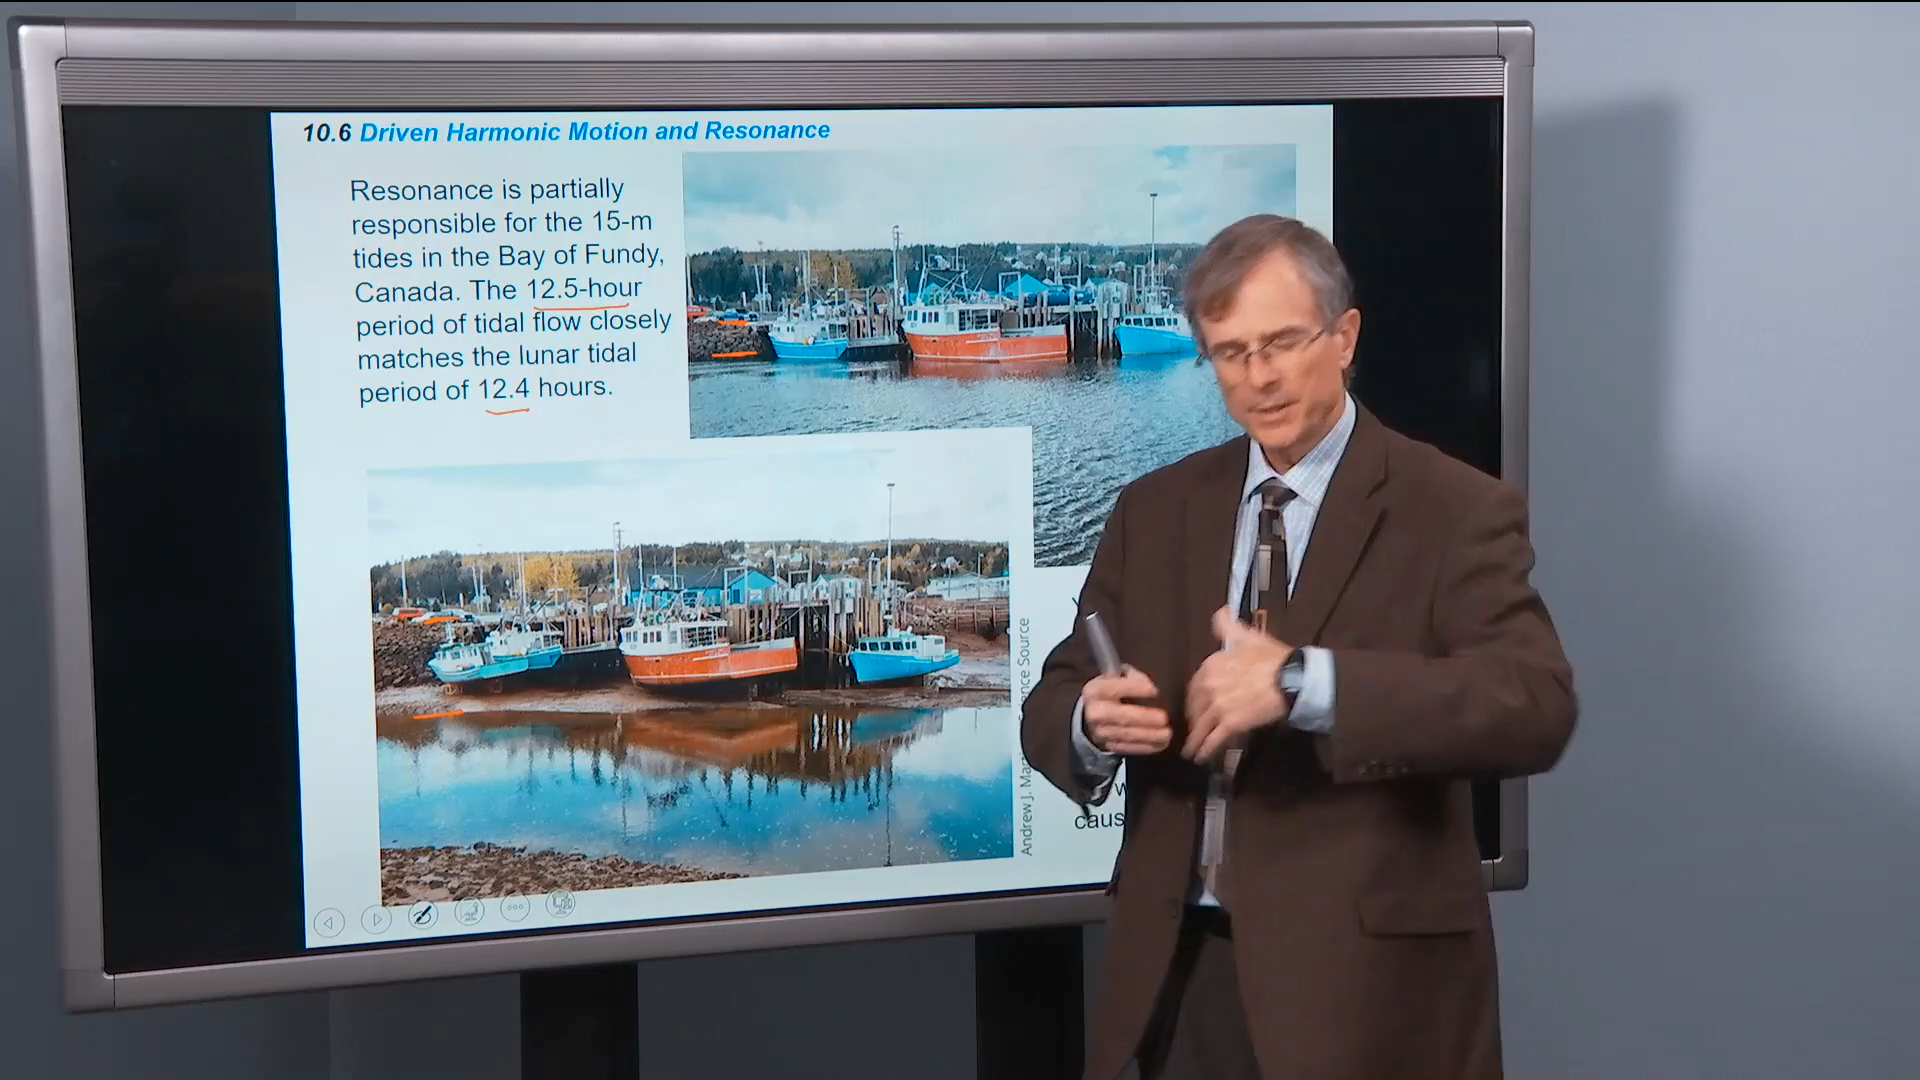 10.6 Driven Harmonic Motion and Resonance
Resonance is partially
responsible for the 15-m
tides in the Bay of Fundy,
Canada. The 12.5-hour
period of tidal flow closely
matches the lunar tidal
period of 12.4 hours.
Andrew J. Source